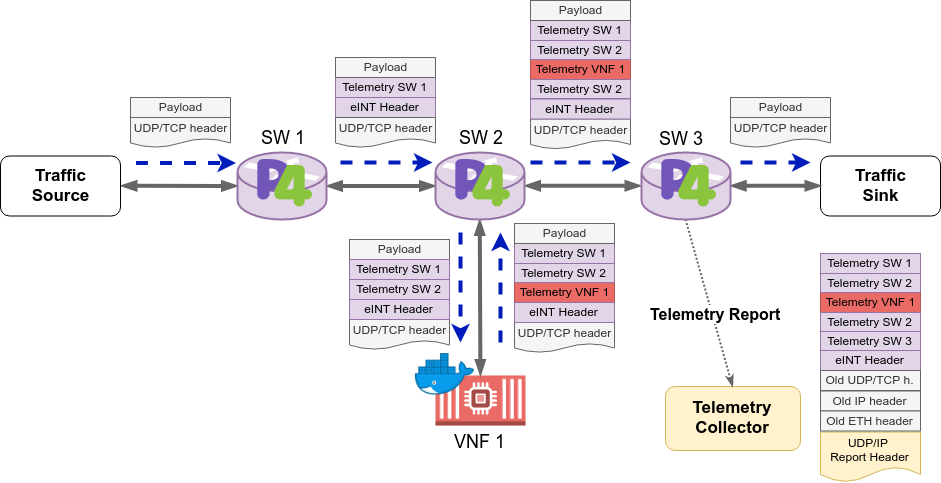 Payload
Telemetry SW 1
Telemetry SW 2
Telemetry VNF 1
Telemetry SW 2
eINT Header
UDP/TCP header
Payload
Telemetry SW 1
eINT Header
UDP/TCP header
Payload
UDP/TCP header
Payload
UDP/TCP header
SW 1
SW 2
SW 3
Traffic
Source
P4
P4
P4
Traffic
Sink
Payload
Telemetry SW 1
Telemetry SW 2
eINT Header
UDP/TCP header
Payload
Telemetry SW 1
Telemetry SW 2
Telemetry VNF 1
eINT Header
UDP/TCP header
Telemetry Report
Telemetry SW 1
Telemetry SW 2
Telemetry VNF 1
Telemetry SW 2
Telemetry SW 3
eINT Header
Old UDP/TCP h.
Old IP header
Old ETH header
UDP/IP
Report Header
Telemetry
Collector
VNF 1